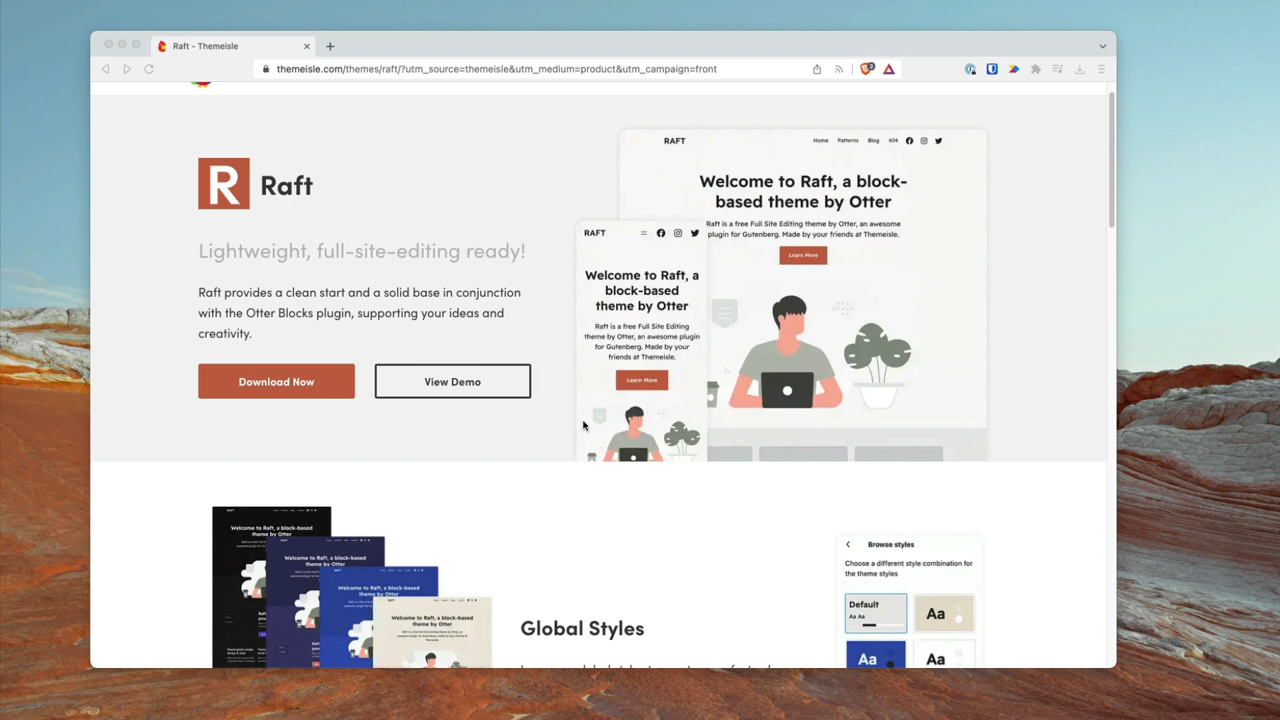 Raft - Themeisle
themeisle.com/themes/raft/?utm_source=themeisle&utm_medium=product&utm_campaign=front
R Raft
Lightweight, full-site-editing ready!
Raft provides a clean start and a solid base in conjunction
with the Otter Blocks plugin, supporting your ideas and
creativity.
Download Now
View Demo
RAFT
Home Patterns Blog 404
Welcome to Raft, a block-
based theme by Otter
Raft is a free Full Site Editing theme by Otter, an awesome
plugin for Gutenberg. Made by your friends at Themeisle.
Learn More
RAFT
Welcome to Raft, a
block-based
theme by Otter
Raft is a free Full Site Editing
theme by Otter, an awesome plugin
for Gutenberg. Made by your
friends at Themeisle.
Learn More
Welcome to Raft, a block-
based theme by Otter
Welcome to Raft, a block-
based theme by Otter
Welcome to Raft, a block-
based theme by Otter
Welcome to Raft, a block-
based theme by Otter
Global Styles
Browse styles
Choose a different style combination for
the theme styles
Default
Aa Aa
Aa
Aa
Aa